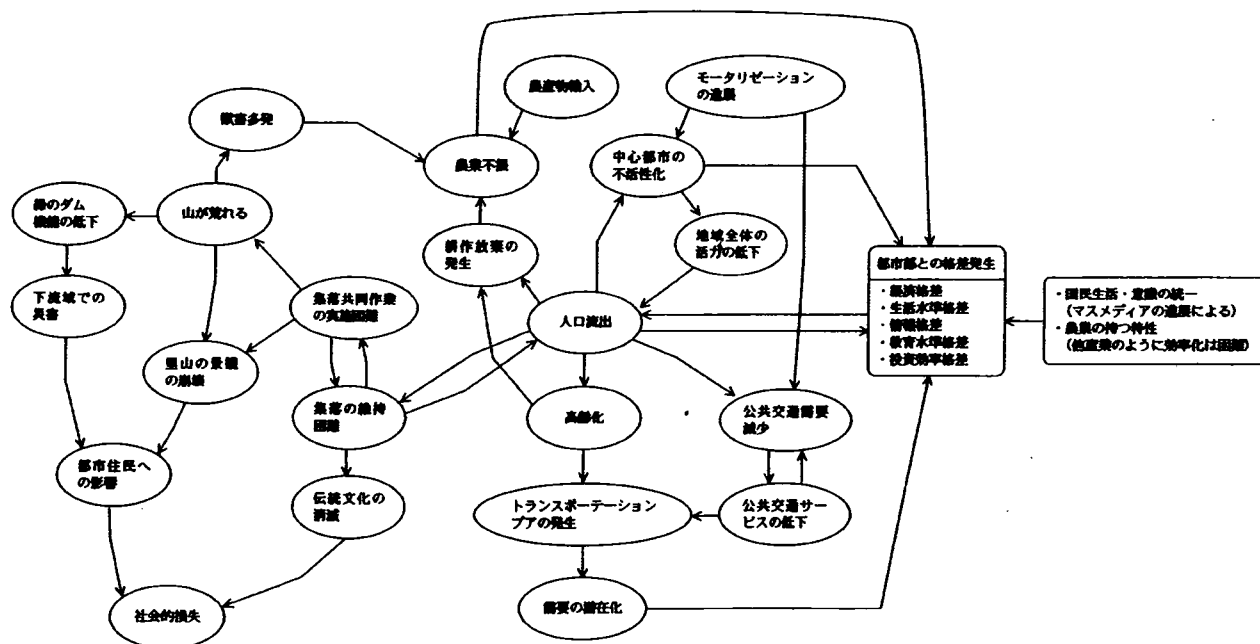 農産物輸入
モータリゼーション
の進展
獣害多発
農業不振
中心都市の
不活性化
緑のダム
機能の低下
山が荒れる
耕作放棄の
発生
地域全体の
活力の低下
都市部との格差発生
・経済格差
・生活水準格差
・情報格差
・教育水準格差
・投資効率格差
・国民生活・意識の統一
(マスメディアの進展による)
・農業の持つ特性
(他産業のように効率化は困難)
下流域での
災害
集落共同作業
の実施困難
人口流出
里山の景観
の崩壊
集落の維持
困難
高齢化
公共交通需要
減少
都市住民へ
の影響
伝統文化の
消滅
トランスポーテーション
プアの発生
公共交通サー
ビスの低下
社会的損失
需要の潜在化